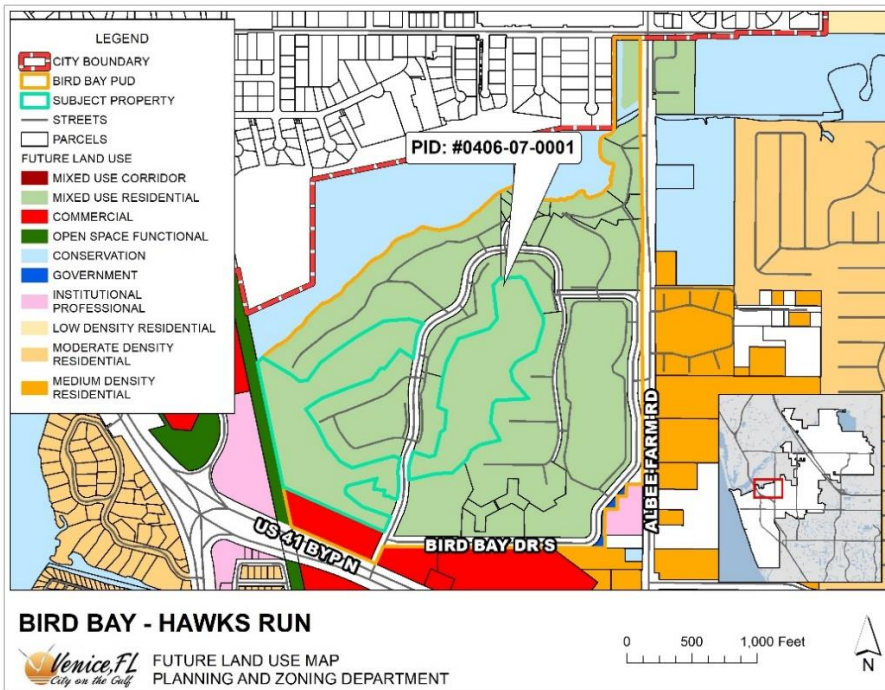 LEGEND
CITY BOUNDARY
BIRD BAY PUD
SUBJECT PROPERTY
STREETS
PARCELS
FUTURE LAND USE
MIXED USE CORRIDOR
MIXED USE RESIDENTIAL
COMMERCIAL
OPEN SPACE FUNCTIONAL
CONSERVATION
GOVERNMENT
INSTITUTIONAL
PROFESSIONAL
LOW DENSITY RESIDENTIAL
MODERATE DENSITY
RESIDENTIAL
MEDIUM DENSITY
RESIDENTIAL
PID: #0406-07-0001
ALBEE FARM RD
US 41 BYP N
BIRD BAY DR S
BIRD BAY - HAWKS RUN
Venice, FL
City on the Gulf
FUTURE LAND USE MAP
PLANNING AND ZONING DEPARTMENT
0 500 1,000 Feet
N